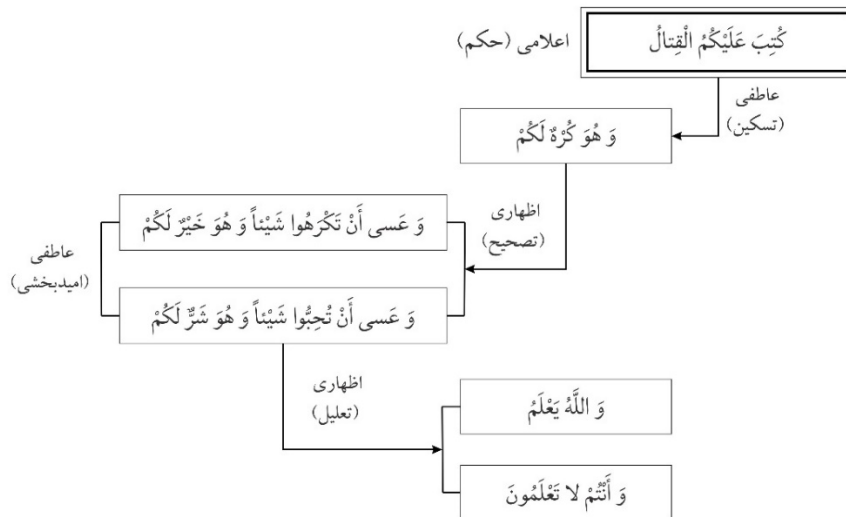 كُتِبَ عَلَيْكُمُ الْقِتالُ
اعلامی (حکم)
عاطفی
(تسکین)
وَ هُوَ كُرْهٌ لَكُمْ
اظهاری
(تصحیح)
وَ عَسى أَنْ تَكْرَهُوا شَيْئاً وَ هُوَ خَيْرٌ لَكُمْ
عاطفی
(امیدبخشی)
وَ عَسى أَنْ تُحِبُّوا شَيْئاً وَ هُوَ شَرٌّ لَكُمْ
اظهاری
(تعلیل)
وَ اللَّهُ يَعْلَمُ
وَ أَنْتُمْ لا تَعْلَمُونَ